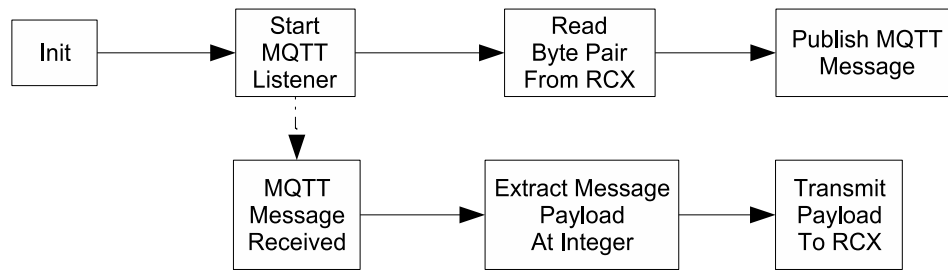 Init
Start
MQTT
Listener
Read
Byte Pair
From RCX
Publish MQTT
Message
MQTT
Message
Received
Extract Message
Payload
At Integer
Transmit
Payload
To RCX